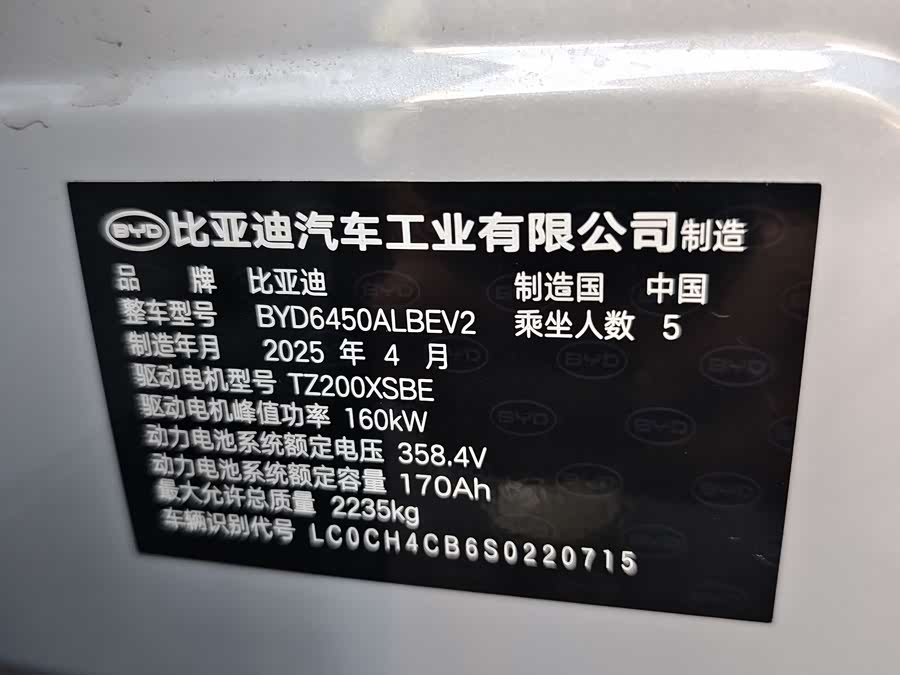 BYD 比亚迪汽车工业有限公司制造
品 牌 比亚迪 制造国 中国
整车型号 BYD6450ALBEV2 乘坐人数 5
制造年月 2025 年 4 月
驱动电机型号 TZ200XSBE
驱动电机峰值功率 160kW
动力电池系统额定电压 358.4V
动力电池系统额定容量 170Ah
最大允许总质量 2235kg
车辆识别代号 LC0CH4CB6S0220715